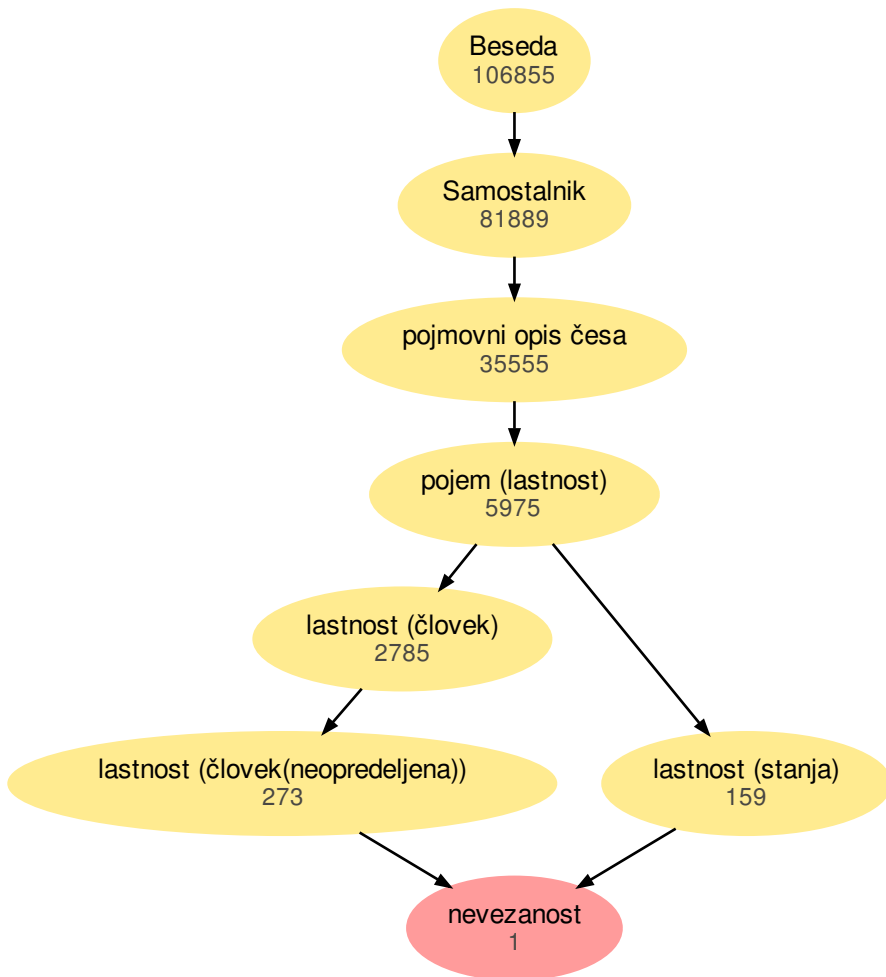 Beseda
106855
Samostalnik
81889
pojmovni opis česa
35555
pojem (lastnost)
5975
lastnost (človek)
2785
lastnost (človek(neopredeljena))
273
lastnost (stanja)
159
nevezanost
1